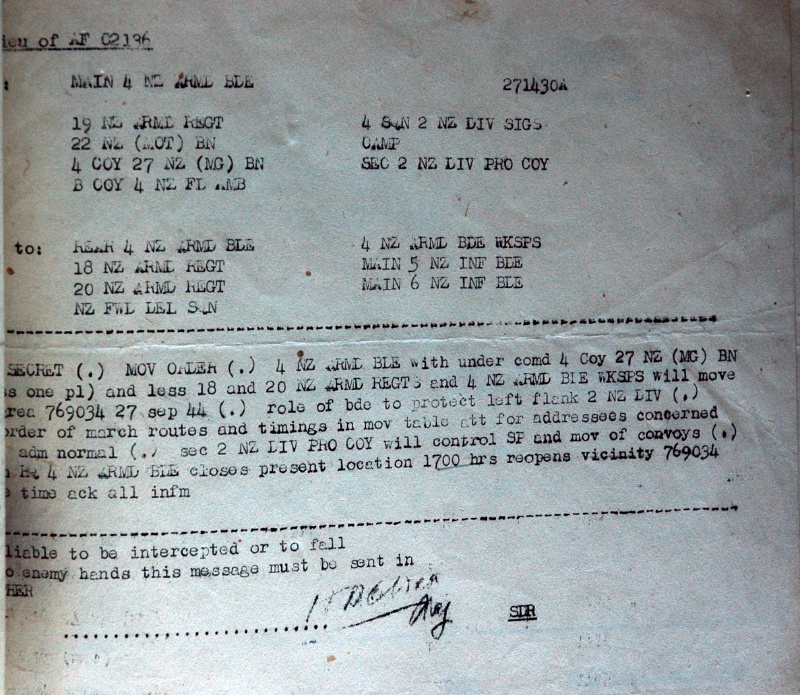 ieu of AF C2136
: MAIN 4 NZ ARMD BDE 271430A
19 NZ ARMD REGT 4 SQN 2 NZ DIV SIGS
22 NZ (MOT) BN CAMP
4 COY 27 NZ (MG) BN SEC 2 NZ DIV PRO COY
B COY 4 NZ FL AMB
to: REAR 4 NZ ARMD BDE 4 NZ ARMD BDE WKSPS
18 NZ ARMD REGT MAIN 5 NZ INF BDE
20 NZ ARMD REGT MAIN 6 NZ INF BDE
NZ FWD DEL SQN
SECRET (.) MOV ORDER (.) 4 NZ ARMD BDE with under comd 4 Coy 27 NZ (MG) BN
s one pl) and less 18 and 20 NZ ARMD REGTS and 4 NZ ARMD BDE WKSPS will move
rea 769034 27 sep 44 (.) role of bde to protect left flank 2 NZ DIV (.)
order of march routes and timings in mov table att for addressees concerned
adm normal (.) sec 2 NZ DIV PRO COY will control SP and mov of convoys (.)
HQ 4 NZ ARMD BDE closes present location 1700 hrs reopens vicinity 769034
e time ack all infm
liable to be intercepted or to fall
o enemy hands this message must be sent in
HER
Maj SDR